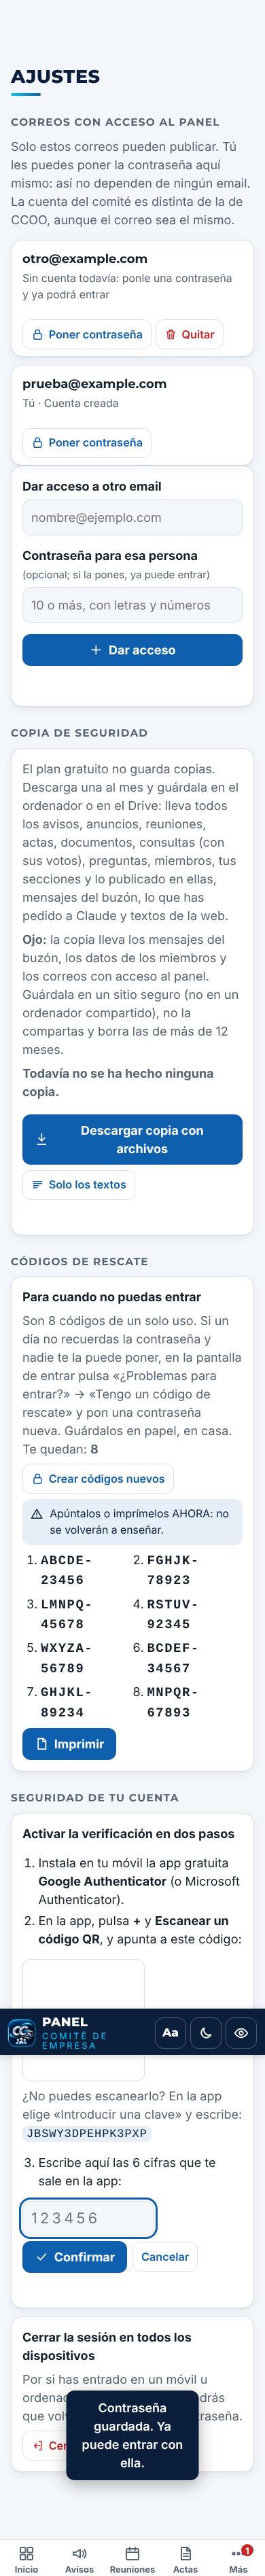 AJUSTES
CORREOS CON ACCESO AL PANEL
Solo estos correos pueden publicar. Tú
les puedes poner la contraseña aquí
mismo: así no dependen de ningún email.
La cuenta del comité es distinta de la de
CCOO, aunque el correo sea el mismo.
otro@example.com
Sin cuenta todavía: ponle una contraseña
y ya podrá entrar
Poner contraseña
Quitar
prueba@example.com
Tú · Cuenta creada
Poner contraseña
Dar acceso a otro email
nombre@ejemplo.com
Contraseña para esa persona
(opcional; si la pones, ya puede entrar)
10 o más, con letras y números
+ Dar acceso
COPIA DE SEGURIDAD
El plan gratuito no guarda copias.
Descarga una al mes y guárdala en el
ordenador o en el Drive: lleva todos
los avisos, anuncios, reuniones,
actas, documentos, consultas (con
sus votos), preguntas, miembros, tus
secciones y lo publicado en ellas,
mensajes del buzón, lo que has
pedido a Claude y textos de la web.
Ojo: la copia lleva los mensajes del
buzón, los datos de los miembros y
los correos con acceso al panel.
Guárdala en un sitio seguro (no en un
ordenador compartido), no la
compartas y borra las de más de 12
meses.
Todavía no se ha hecho ninguna
copia.
Descargar copia con
archivos
Solo los textos
CÓDIGOS DE RESCATE
Para cuando no puedas entrar
Son 8 códigos de un solo uso. Si un
día no recuerdas la contraseña y
nadie te la puede poner, en la pantalla
de entrar pulsa «¿Problemas para
entrar?» → «Tengo un código de
rescate» y pon una contraseña
nueva. Guárdalos en papel, en casa.
Te quedan: 8
Crear códigos nuevos
Apúntalos o imprímelos AHORA: no
se volverán a enseñar.
1. ABCDE-
23456
2. FGHJK-
78923
3. LMNPQ-
45678
4. RSTUV-
92345
5. WXYZA-
56789
6. BCDEF-
34567
7. GHJKL-
89234
8. MNPQR-
67893
Imprimir
SEGURIDAD DE TU CUENTA
Activar la verificación en dos pasos
1. Instala en tu móvil la app gratuita
Google Authenticator (o Microsoft
Authenticator).
2. En la app, pulsa + y Escanear un
código QR, y apunta a este código:
PANEL
COMITÉ DE
EMPRESA
Aa
¿No puedes escanearlo? En la app
elige «Introducir una clave» y escribe:
JBSWY3DPEHPK3PXP
3. Escribe aquí las 6 cifras que te
sale en la app:
123456
Confirmar
Cancelar
Cerrar la sesión en todos los
dispositivos
Por si has entrado en un móvil u
Contraseña
guardada. Ya
puede entrar con
ella.
Inicio
Avisos
Reuniones
Actas
Más
1